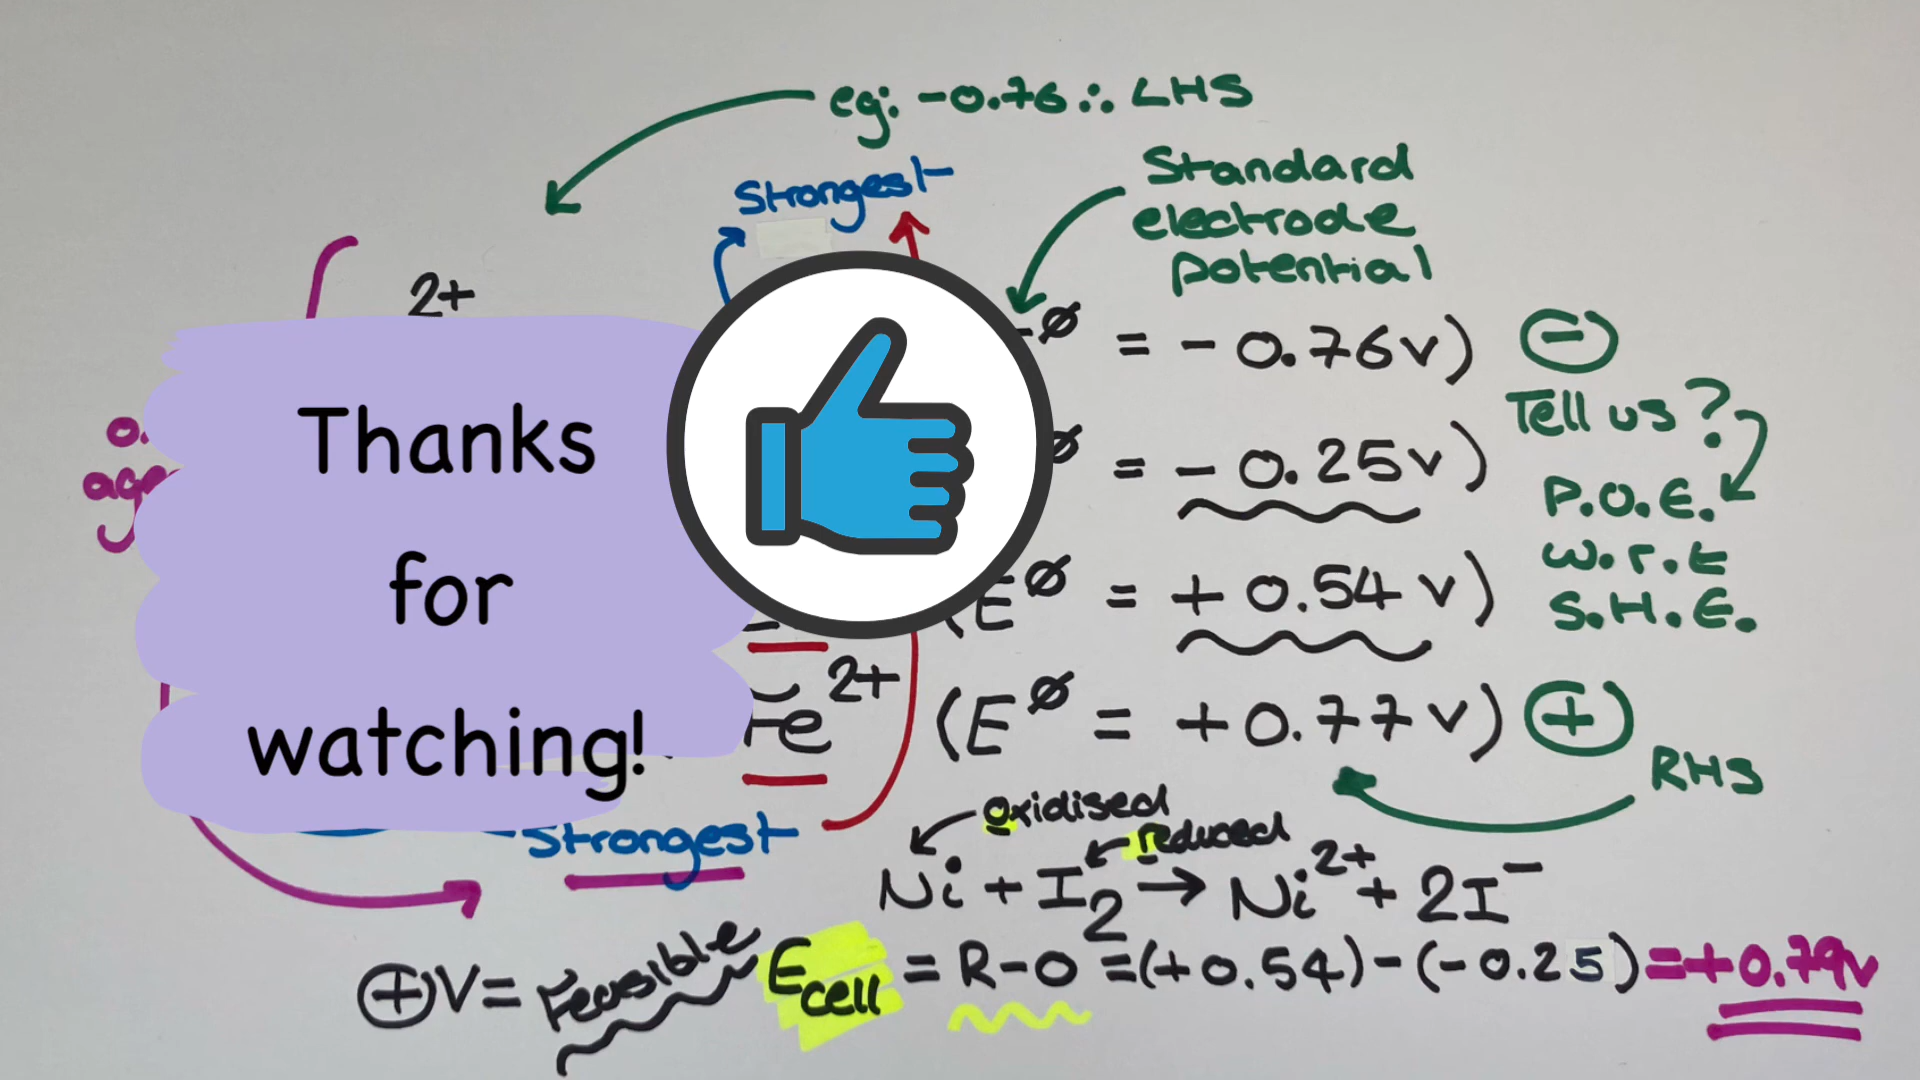 eg: -0.76 ∴ LHS
Strongest
Standard
electrode
potential
2+
= - 0.76v) ⊖
Tell us?
= - 0.25v)
P.O.E.
w.r.t
S.H.E.
(E⦵ = + 0.54 v)
2+
(E⦵ = +0.77v) ⊕
RHS
Thanks
for
watching!
Strongest
oxidised
reduced
Ni + I₂ → Ni²⁺ + 2I⁻
⊕V = Feasible
Ecell = R-O = (+0.54) - (-0.25) = +0.79v